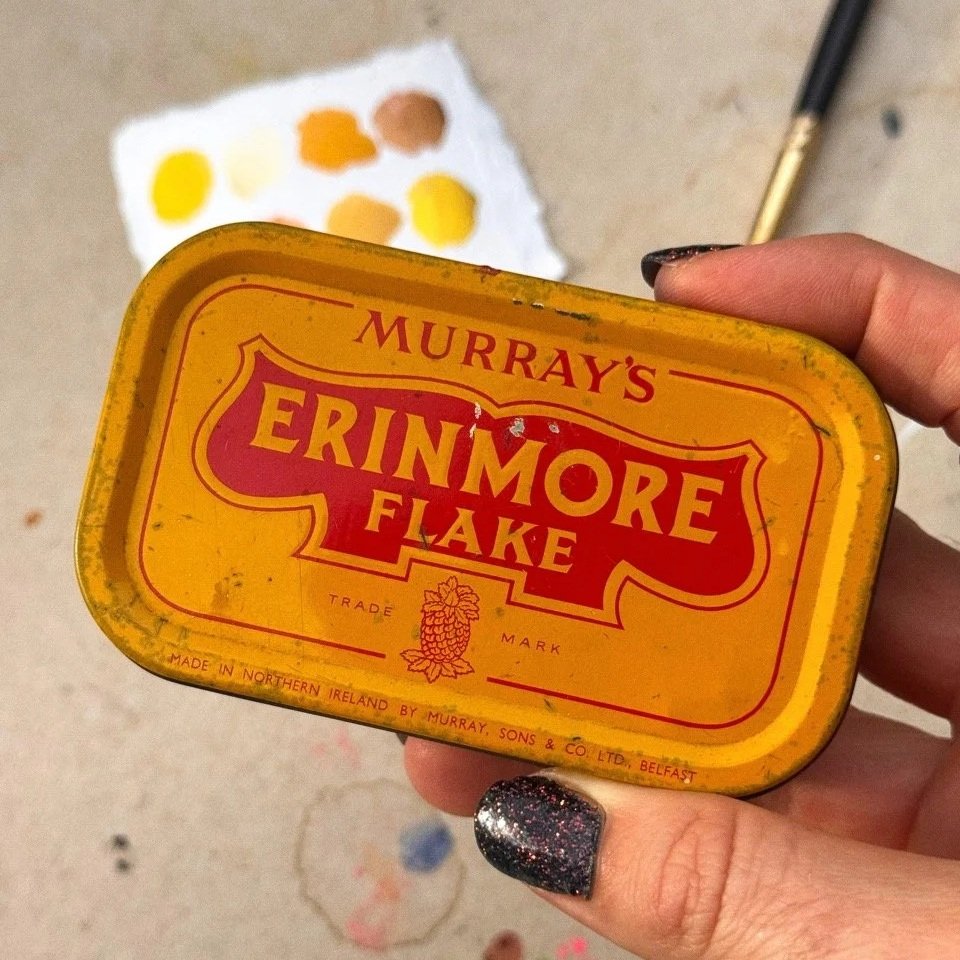 MURRAY'S
ERINMORE
FLAKE
TRADE MARK
MADE IN NORTHERN IRELAND BY MURRAY, SONS & CO. LTD., BELFAST